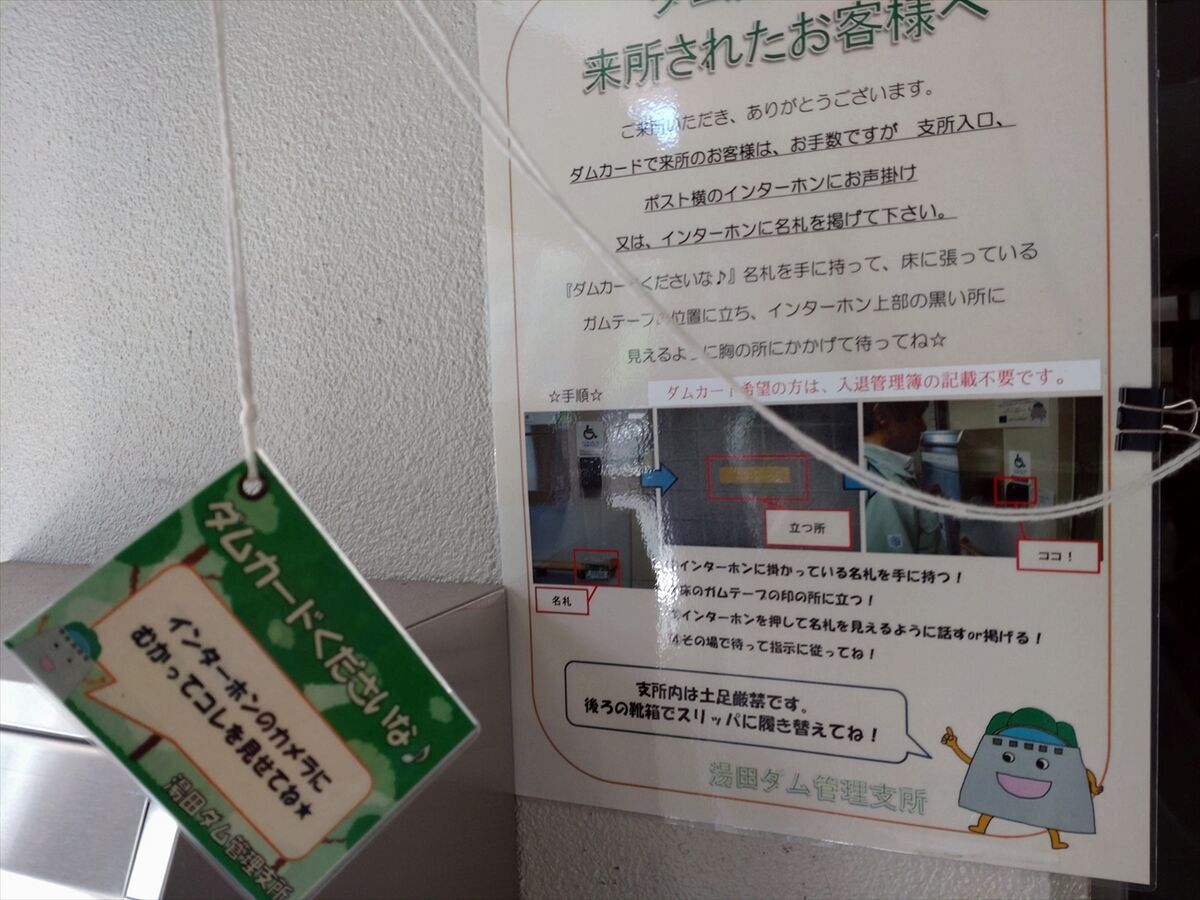 来所されたお客様へ
ご来所いただき、ありがとうございます。
ダムカードで来所のお客様は、お手数ですが 支所入口、
ポスト横のインターホンにお声掛け
又は、インターホンに名札を掲げて下さい。
『ダムカードくださいな♪』名札を手に持って、床に張っている
ガムテープの位置に立ち、インターホン上部の黒い所に
見えるように胸の所にかかげて待ってね☆
☆手順☆
ダムカード希望の方は、入退管理簿の記載不要です。
名札
立つ所
ココ！
インターホンに掛かっている名札を手に持つ！
床のガムテープの印の所に立つ！
インターホンを押して名札を見えるように話すor掲げる！
4その場で待って指示に従ってね！
支所内は土足厳禁です。
後ろの靴箱でスリッパに履き替えてね！
湯田ダム管理支所
ダムカードくださいな♪
インターホンのカメラに
むかってコレを見せてね★
湯田ダム管理支所